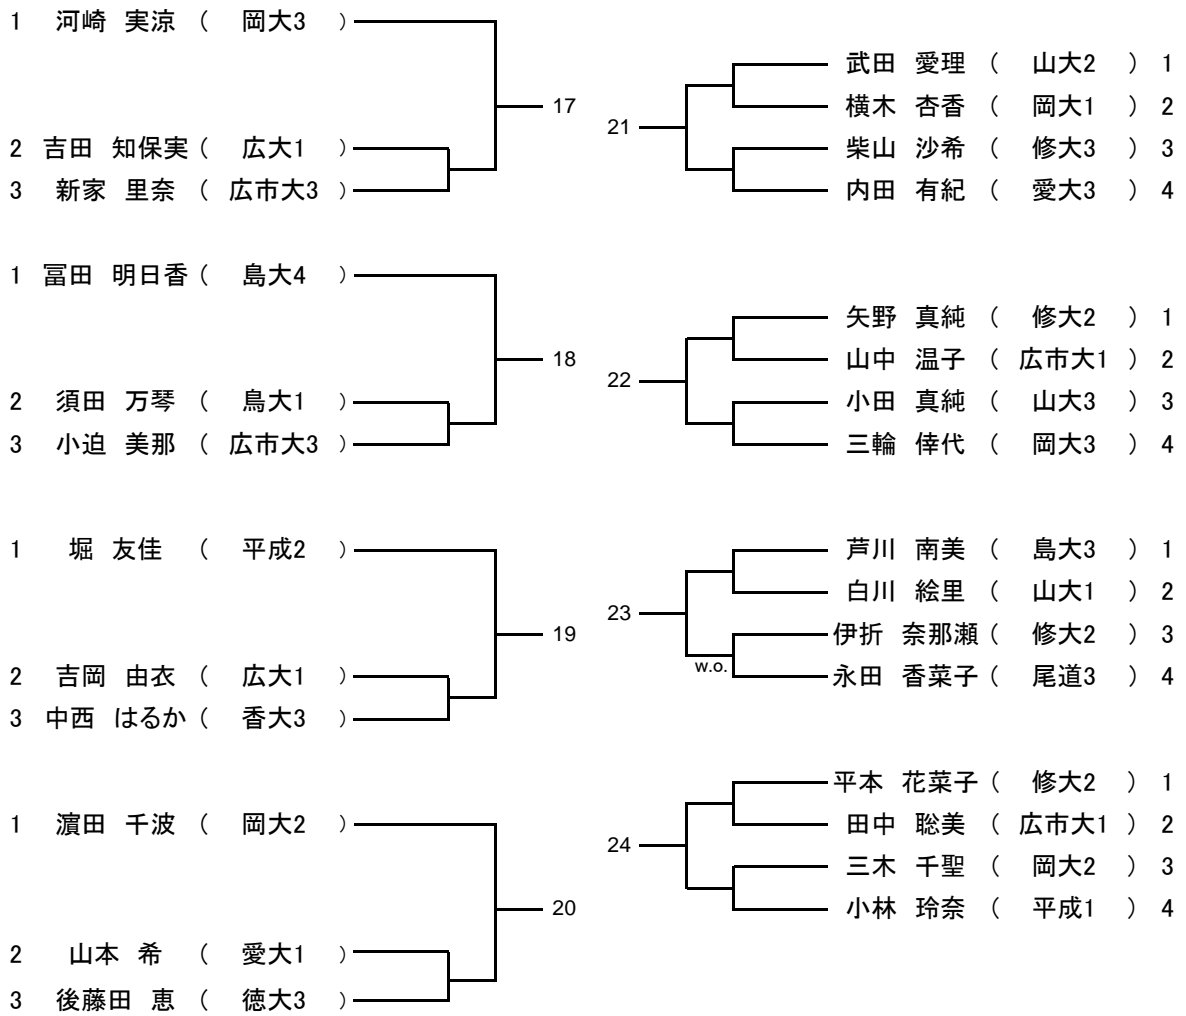 1 河崎 実涼 ( 岡大3 )
17
2 吉田 知保実 ( 広大1 )
3 新家 里奈 ( 広市大3 )
1 冨田 明日香 ( 島大4 )
18
2 須田 万琴 ( 鳥大1 )
3 小迫 美那 ( 広市大3 )
1 堀 友佳 ( 平成2 )
19
2 吉岡 由衣 ( 広大1 )
3 中西 はるか ( 香大3 )
1 濵田 千波 ( 岡大2 )
20
2 山本 希 ( 愛大1 )
3 後藤田 恵 ( 徳大3 )
武田 愛理 ( 山大2 ) 1
横木 杏香 ( 岡大1 ) 2
21
柴山 沙希 ( 修大3 ) 3
内田 有紀 ( 愛大3 ) 4
矢野 真純 ( 修大2 ) 1
山中 温子 ( 広市大1 ) 2
22
小田 真純 ( 山大3 ) 3
三輪 倖代 ( 岡大3 ) 4
芦川 南美 ( 島大3 ) 1
白川 絵里 ( 山大1 ) 2
23
伊折 奈那瀬 ( 修大2 ) 3
w.o.
永田 香菜子 ( 尾道3 ) 4
平本 花菜子 ( 修大2 ) 1
田中 聡美 ( 広市大1 ) 2
24
三木 千聖 ( 岡大2 ) 3
小林 玲奈 ( 平成1 ) 4